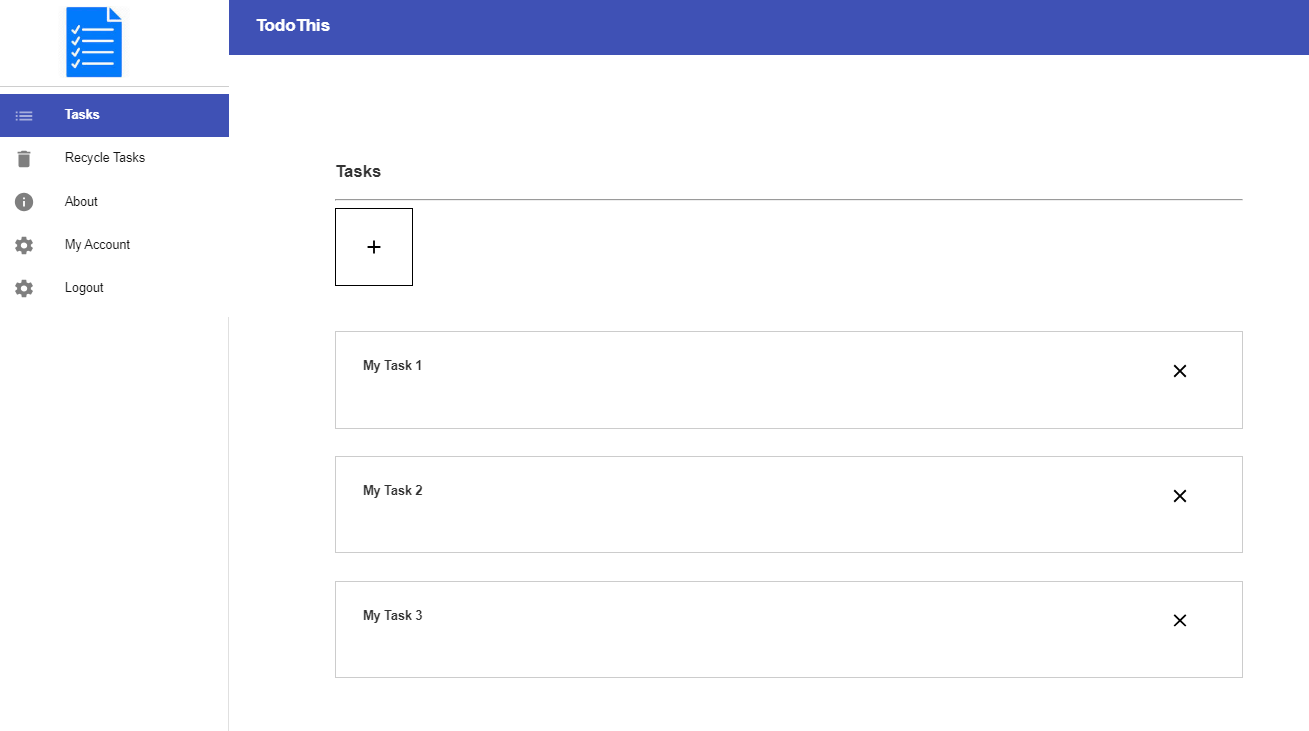 TodoThis
Tasks
Recycle Tasks
About
My Account
Logout
Tasks
My Task 1
My Task 2
My Task 3